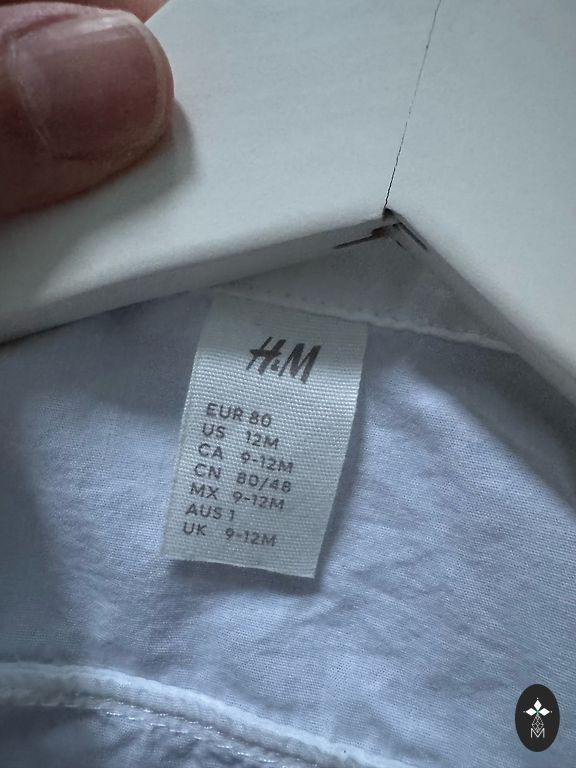 H&M
EUR 80
US 12M
CA 9-12M
CN 80/48
MX 9-12M
AUS 1
UK 9-12M
M